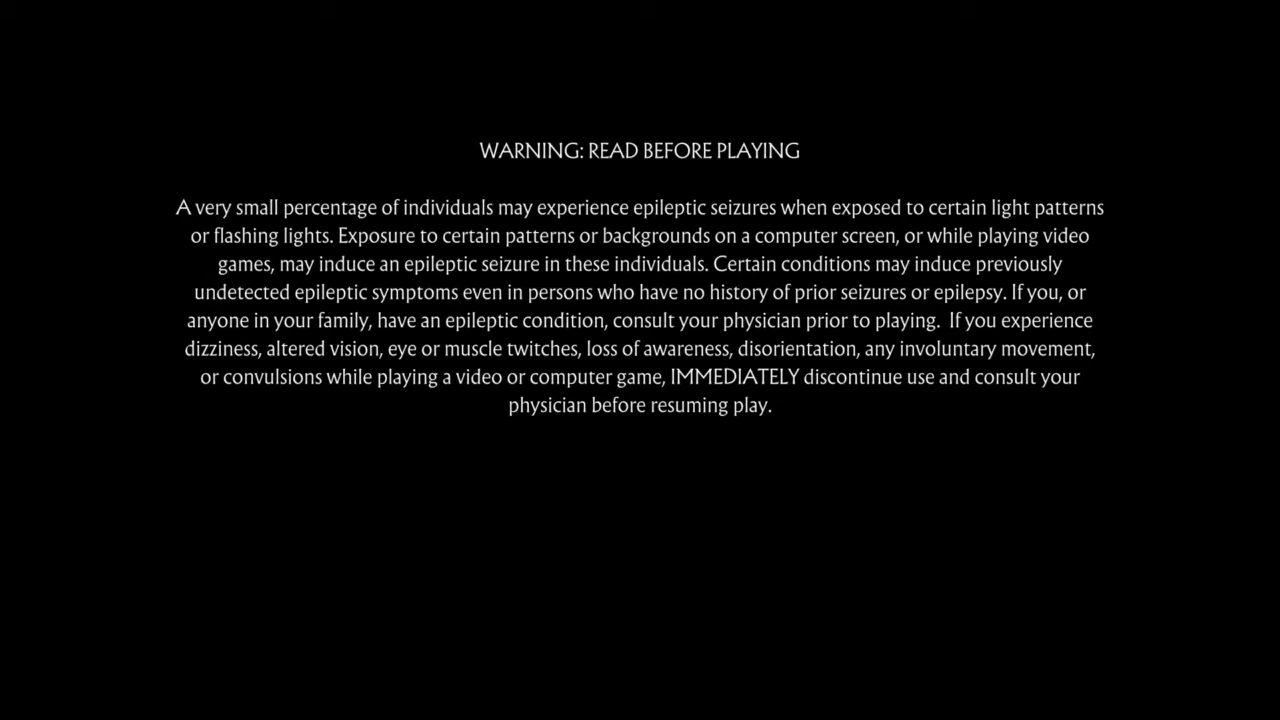 WARNING: READ BEFORE PLAYING
A very small percentage of individuals may experience epileptic seizures when exposed to certain light patterns
or flashing lights. Exposure to certain patterns or backgrounds on a computer screen, or while playing video
games, may induce an epileptic seizure in these individuals. Certain conditions may induce previously
undetected epileptic symptoms even in persons who have no history of prior seizures or epilepsy. If you, or
anyone in your family, have an epileptic condition, consult your physician prior to playing.  If you experience
dizziness, altered vision, eye or muscle twitches, loss of awareness, disorientation, any involuntary movement,
or convulsions while playing a video or computer game, IMMEDIATELY discontinue use and consult your
physician before resuming play.